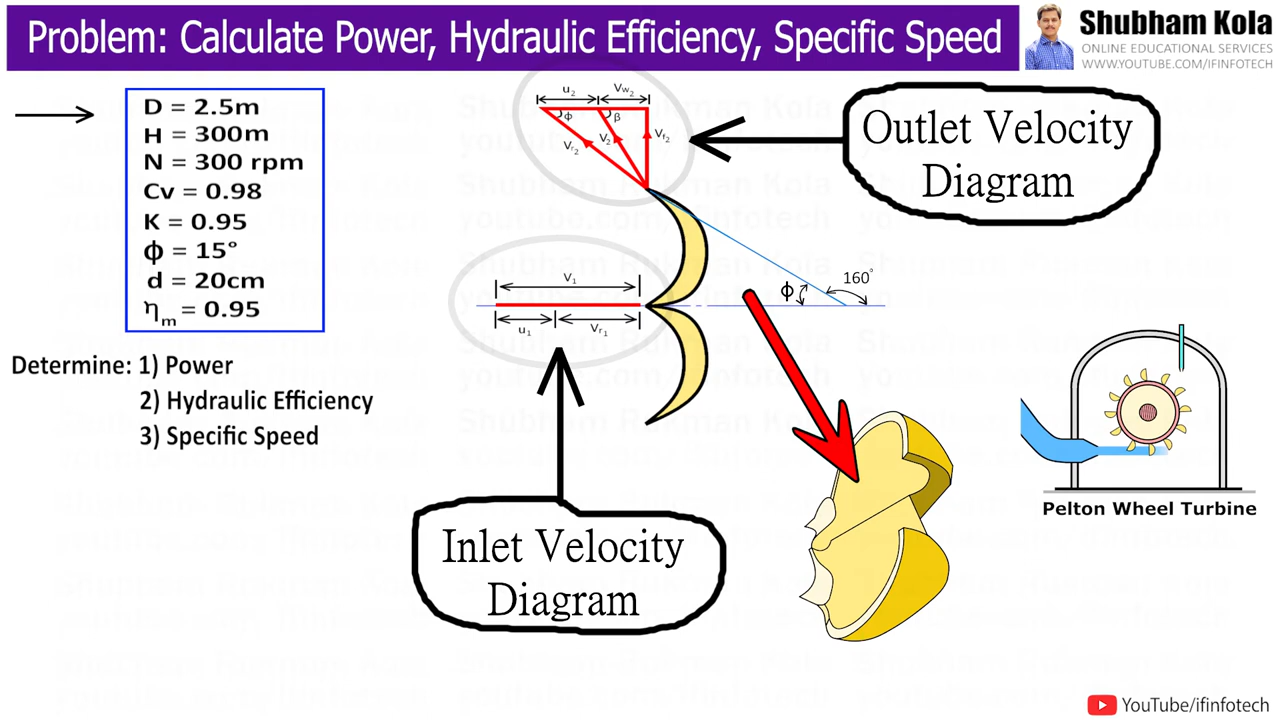 Problem: Calculate Power, Hydraulic Efficiency, Specific Speed
Shubham Kola
ONLINE EDUCATIONAL SERVICES
WWW.YOUTUBE.COM/IFINFOTECH
D = 2.5m
H = 300m
N = 300 rpm
Cv = 0.98
K = 0.95
ϕ = 15°
d = 20cm
ηm = 0.95
Determine: 1) Power
2) Hydraulic Efficiency
3) Specific Speed
u2 Vw2
ϕ β
Vr2 V2 Vf2
Outlet Velocity
Diagram
V1
u1 Vr1
ϕ 160°
Inlet Velocity
Diagram
Pelton Wheel Turbine
YouTube/ifinfotech